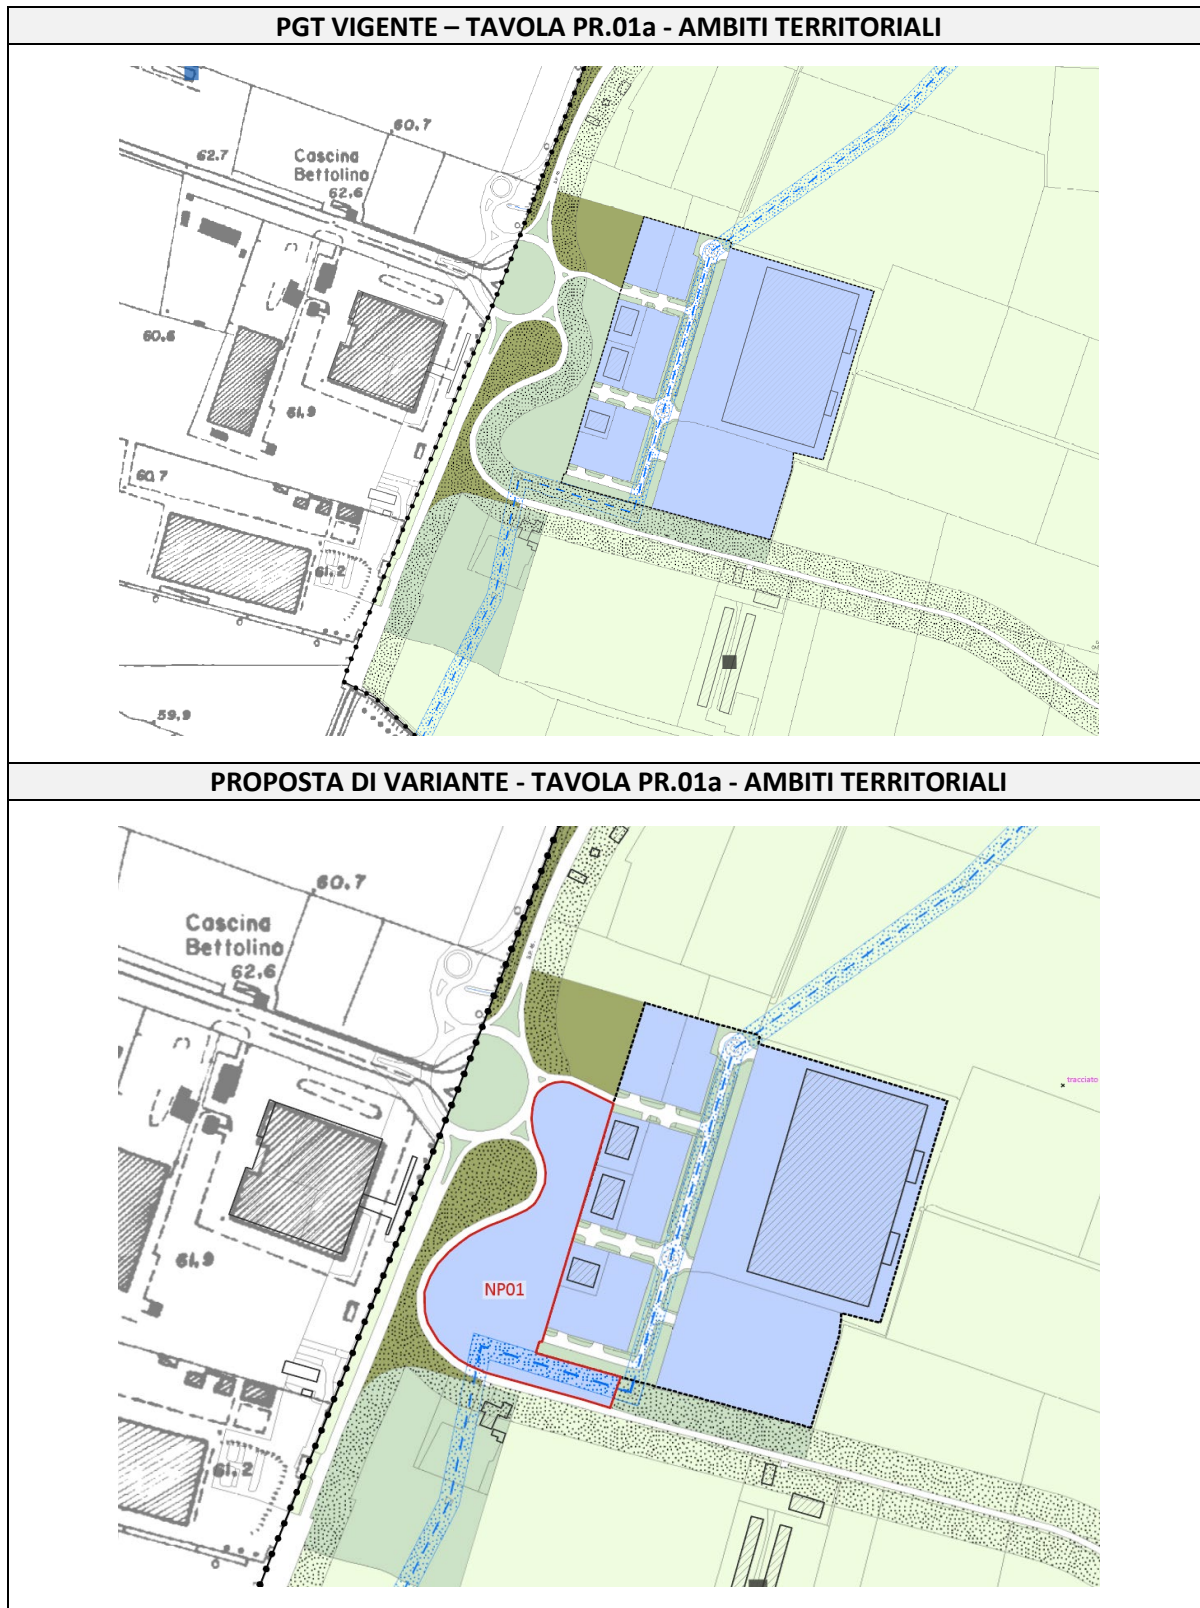 PGT VIGENTE – TAVOLA PR.01a - AMBITI TERRITORIALI
60.7
62.7
Cascina
Bettolino
62,6
60.6
61,9
60.7
61,2
59,9
PROPOSTA DI VARIANTE - TAVOLA PR.01a - AMBITI TERRITORIALI
60.7
Cascina
Bettolino
62,6
tracciato
61,9
NP01
61,2